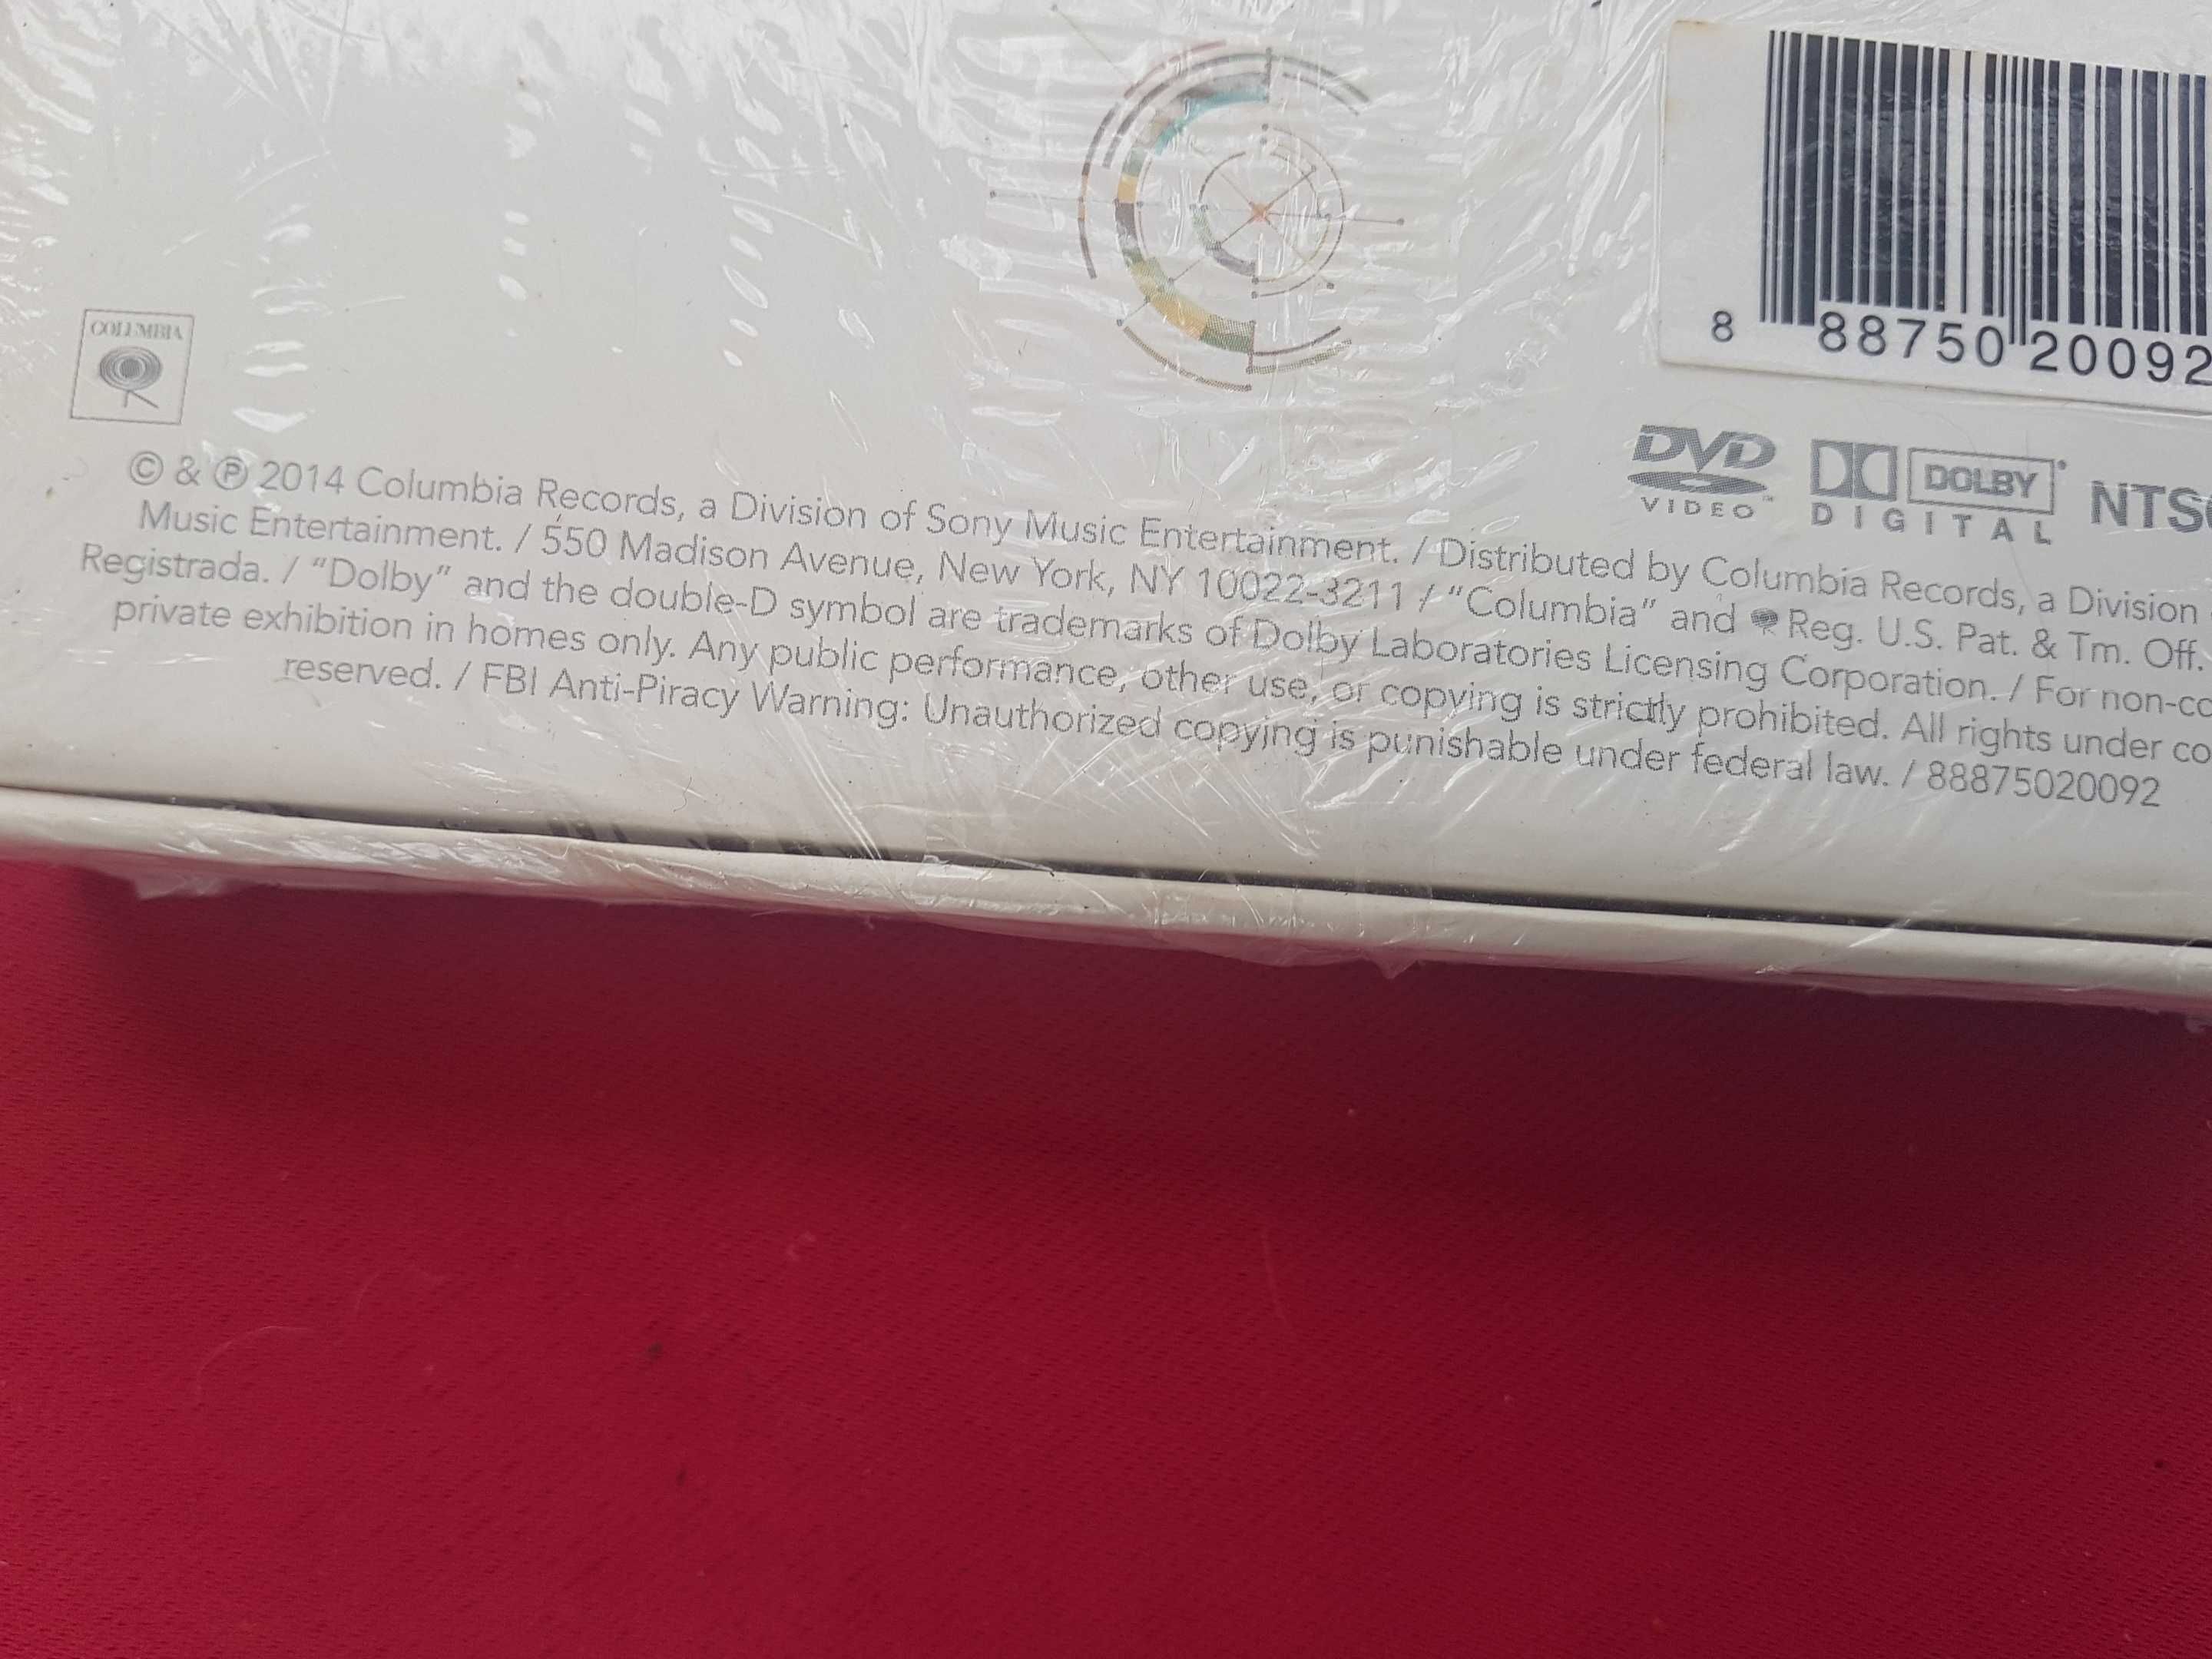 8 88750 20092
COLUMBIA
DVD VIDEO ™ DOLBY DIGITAL
© & ℗ 2014 Columbia Records, a Division of Sony Music Entertainment. / Distributed by Columbia Records, a Division
Music Entertainment. / 550 Madison Avenue, New York, NY 10022-3211 / “Columbia” and Reg. U.S. Pat. & Tm. Off.
Registrada. / “Dolby” and the double-D symbol are trademarks of Dolby Laboratories Licensing Corporation. / For
private exhibition in homes only. Any public performance, other use, or copying is strictly prohibited. All rights under
reserved. / FBI Anti-Piracy Warning: Unauthorized copying is punishable under federal law. / 88875020092